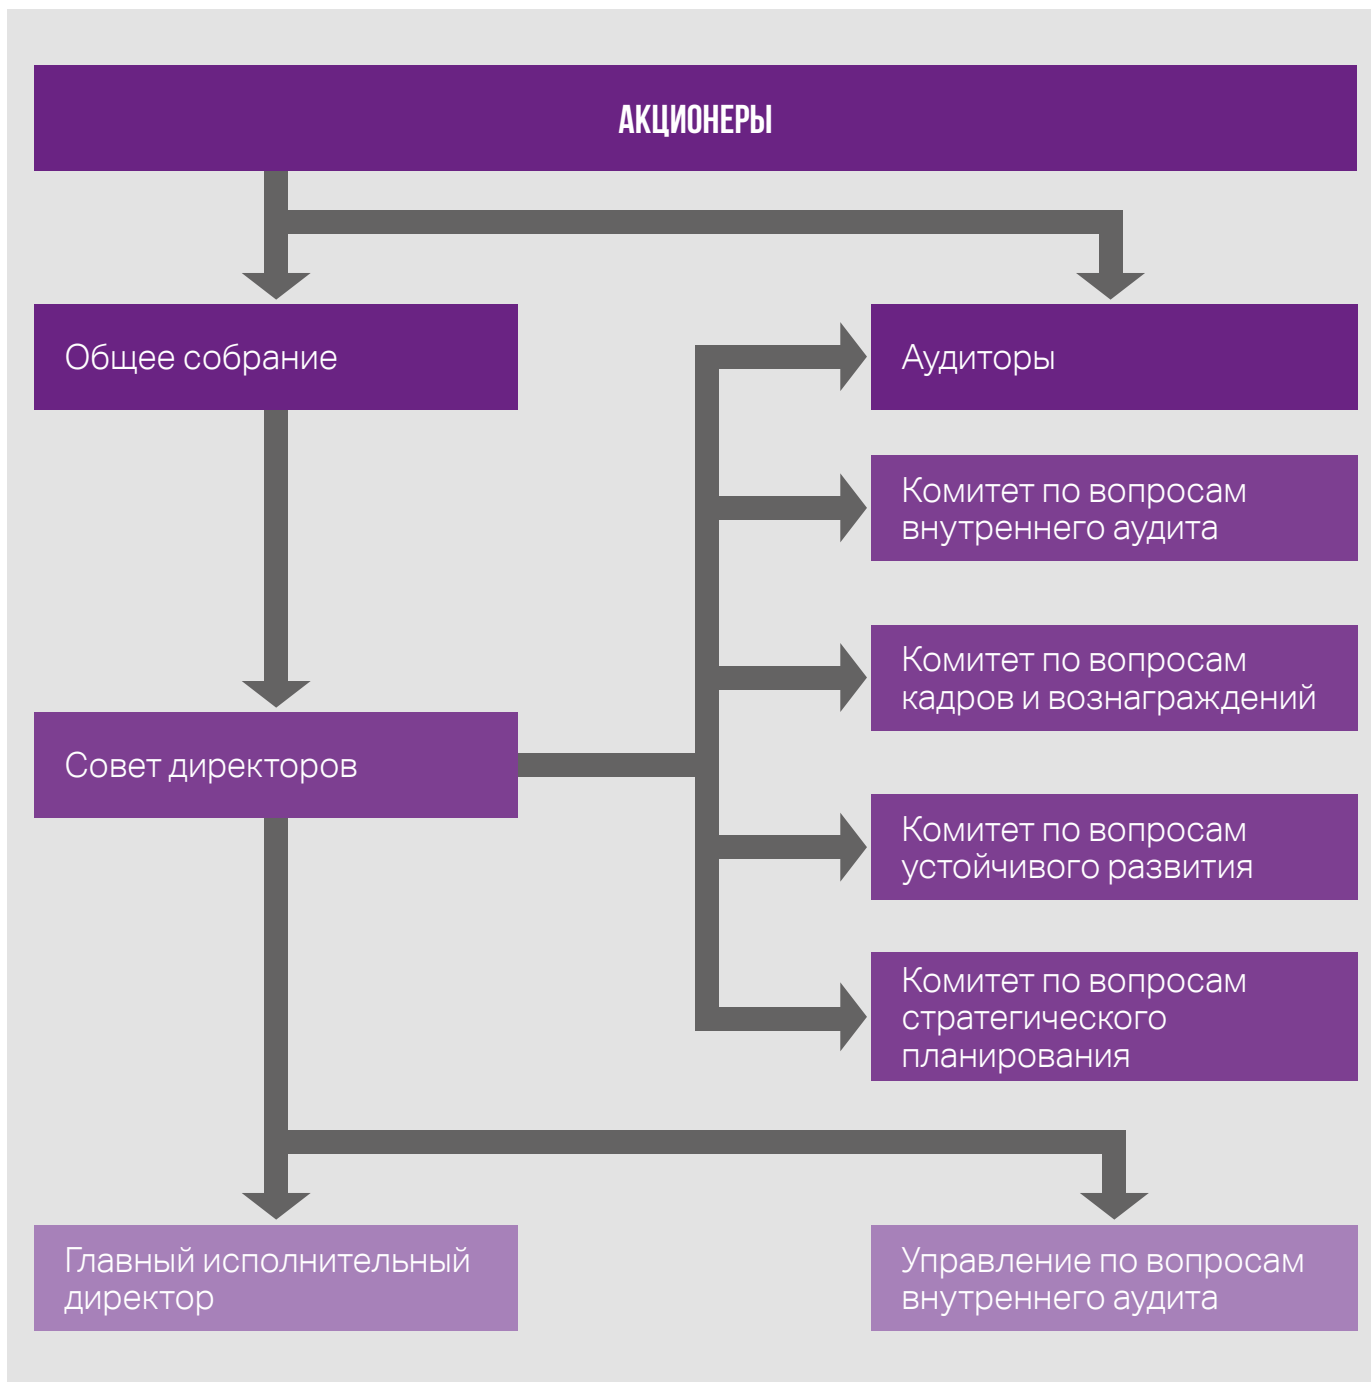 АКЦИОНЕРЫ
Общее собрание
Аудиторы
Комитет по вопросам
внутреннего аудита
Комитет по вопросам
кадров и вознаграждений
Совет директоров
Комитет по вопросам
устойчивого развития
Комитет по вопросам
стратегического
планирования
Главный исполнительный
директор
Управление по вопросам
внутреннего аудита